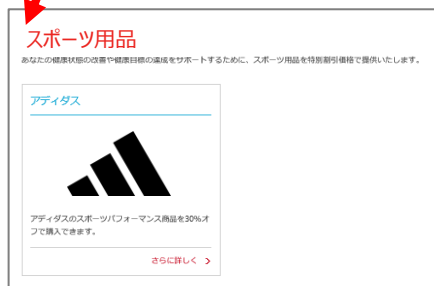 スポーツ用品
あなたの健康状態の改善や健康目標の達成をサポートするために、スポーツ用品を特別割引価格で提供いたします。
アディダス
アディダスのスポーツパフォーマンス商品を30%オ
フで購入できます。
さらに詳しく